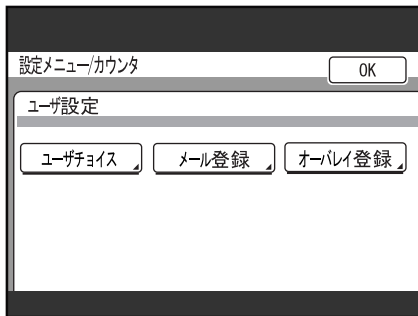 設定メニュー/カウンタ
OK
ユーザ設定
ユーザチョイス
メール登録
オーバレイ登録